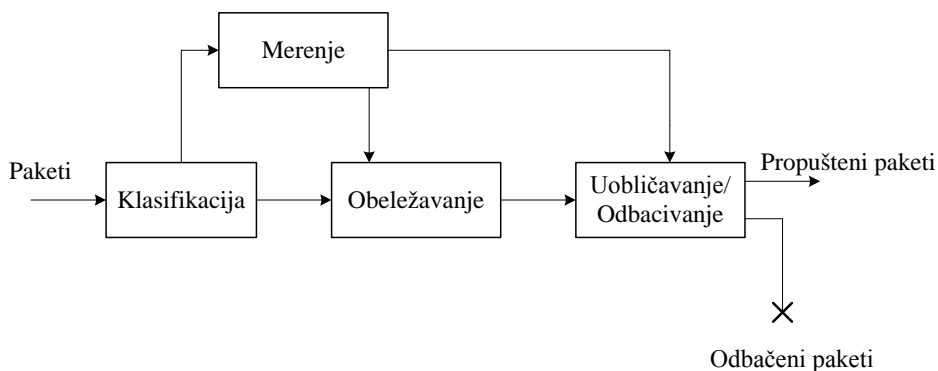 Merenje
Paketi
Klasifikacija
Obeležavanje
Uobličavanje/
Odbacivanje
Propušteni paketi
Odbačeni paketi